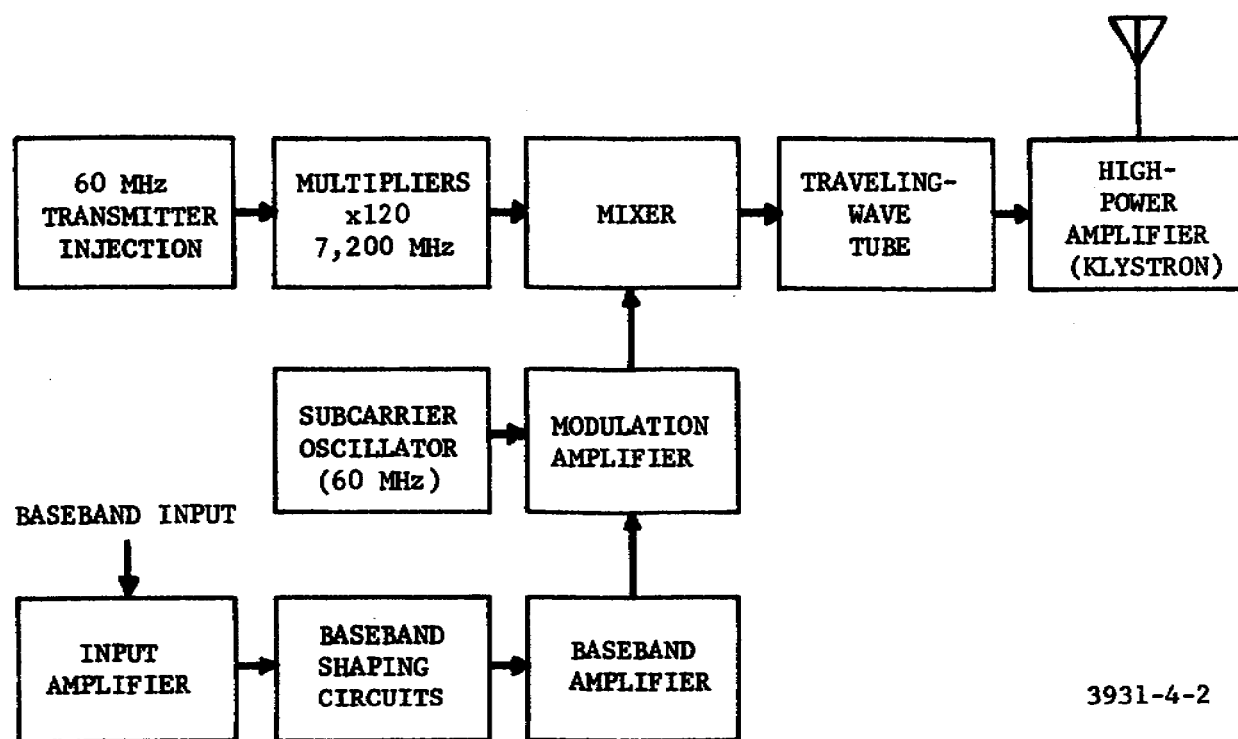 60 MHz
TRANSMITTER
INJECTION
MULTIPLIERS
x120
7,200 MHz
MIXER
TRAVELING-
WAVE
TUBE
HIGH-
POWER
AMPLIFIER
(KLYSTRON)
SUBCARRIER
OSCILLATOR
(60 MHz)
MODULATION
AMPLIFIER
BASEBAND INPUT
INPUT
AMPLIFIER
BASEBAND
SHAPING
CIRCUITS
BASEBAND
AMPLIFIER
3931-4-2